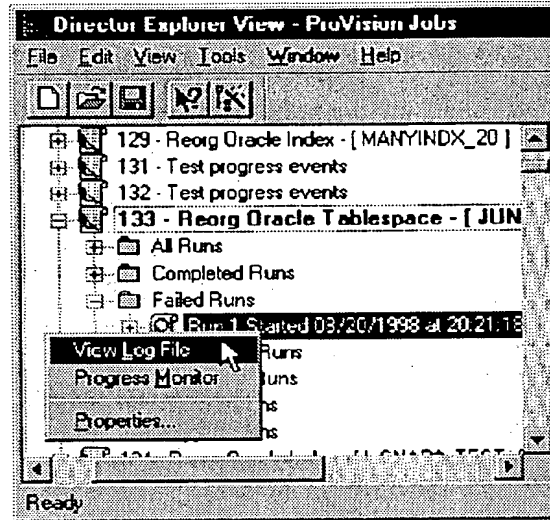 Director Explorer View - ProVision Jobs
File Edit View Tools Window Help
129 - Reorg Oracle Index - [ MANYINDX_20 ]
131 - Test progress events
132 - Test progress events
133 - Reorg Oracle Tablespace - [ JUN
All Runs
Completed Runs
Failed Runs
Run 1 Started 03/20/1998 at 20:21:18
View Log File
Runs
Progress Monitor
Runs
ns
Properties...
ns
Ready